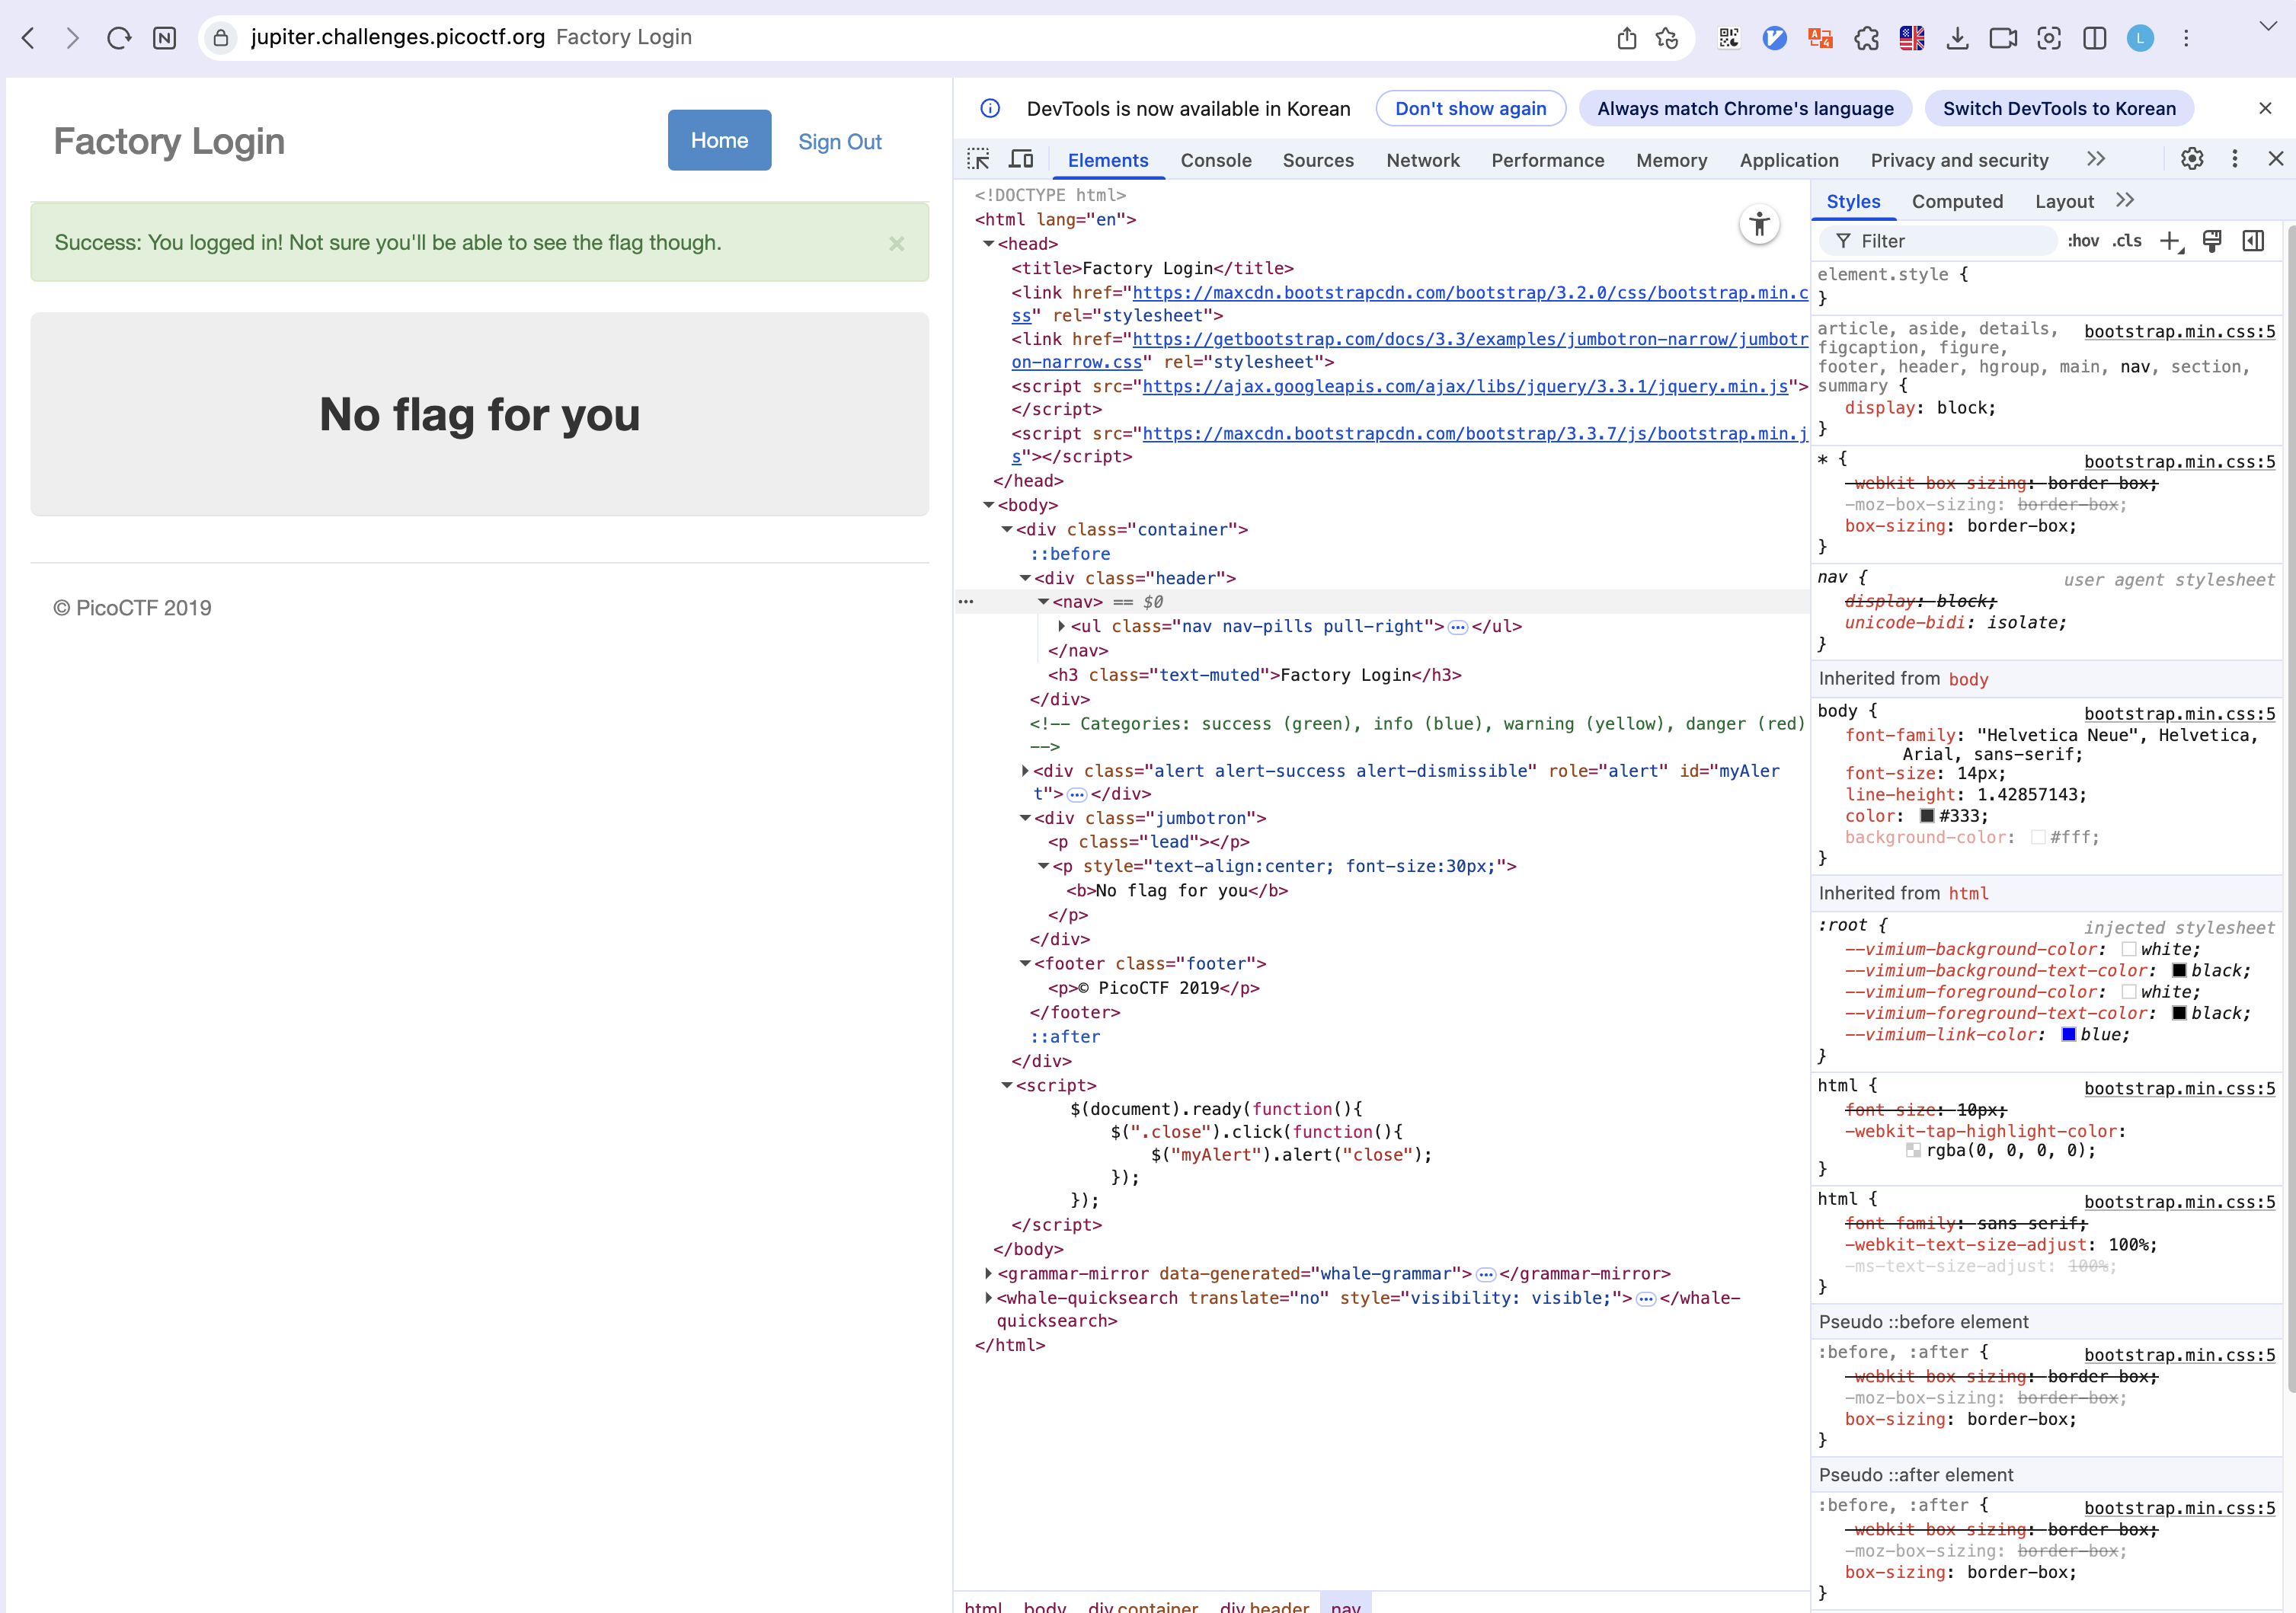 jupiter.challenges.picoctf.org Factory Login
L
Factory Login
Home
Sign Out
Success: You logged in! Not sure you'll be able to see the flag though.
×
No flag for you
© PicoCTF 2019
DevTools is now available in Korean
Don't show again
Always match Chrome's language
Switch DevTools to Korean
Elements
Console
Sources
Network
Performance
Memory
Application
Privacy and security
<!DOCTYPE html>
<html lang="en">
<head>
<title>Factory Login</title>
<link href="https://maxcdn.bootstrapcdn.com/bootstrap/3.2.0/css/bootstrap.min.c
ss" rel="stylesheet">
<link href="https://getbootstrap.com/docs/3.3/examples/jumbotron-narrow/jumbotr
on-narrow.css" rel="stylesheet">
<script src="https://ajax.googleapis.com/ajax/libs/jquery/3.3.1/jquery.min.js">
</script>
<script src="https://maxcdn.bootstrapcdn.com/bootstrap/3.3.7/js/bootstrap.min.j
s"></script>
</head>
<body>
<div class="container">
::before
<div class="header">
<nav> == $0
<ul class="nav nav-pills pull-right">…</ul>
</nav>
<h3 class="text-muted">Factory Login</h3>
</div>
<!-- Categories: success (green), info (blue), warning (yellow), danger (red)
-->
<div class="alert alert-success alert-dismissible" role="alert" id="myAler
t">…</div>
<div class="jumbotron">
<p class="lead"></p>
<p style="text-align:center; font-size:30px;">
<b>No flag for you</b>
</p>
</div>
<footer class="footer">
<p>© PicoCTF 2019</p>
</footer>
::after
</div>
<script>
$(document).ready(function(){
$(".close").click(function(){
$("myAlert").alert("close");
});
});
</script>
</body>
<grammar-mirror data-generated="whale-grammar">…</grammar-mirror>
<whale-quicksearch translate="no" style="visibility: visible;">…</whale-
quicksearch>
</html>
html body div.container div.header nav
Styles
Computed
Layout
Filter
:hov .cls
element.style {
}
article, aside, details, bootstrap.min.css:5
figcaption, figure,
footer, header, hgroup, main, nav, section,
summary {
display: block;
}
* { bootstrap.min.css:5
-webkit-box-sizing: border-box;
-moz-box-sizing: border-box;
box-sizing: border-box;
}
nav { user agent stylesheet
display: block;
unicode-bidi: isolate;
}
Inherited from body
body { bootstrap.min.css:5
font-family: "Helvetica Neue", Helvetica,
Arial, sans-serif;
font-size: 14px;
line-height: 1.42857143;
color: #333;
background-color: #fff;
}
Inherited from html
:root { injected stylesheet
--vimium-background-color: white;
--vimium-background-text-color: black;
--vimium-foreground-color: white;
--vimium-foreground-text-color: black;
--vimium-link-color: blue;
}
html { bootstrap.min.css:5
font-size: 10px;
-webkit-tap-highlight-color:
rgba(0, 0, 0, 0);
}
html { bootstrap.min.css:5
font-family: sans-serif;
-webkit-text-size-adjust: 100%;
-ms-text-size-adjust: 100%;
}
Pseudo ::before element
:before, :after { bootstrap.min.css:5
-webkit-box-sizing: border-box;
-moz-box-sizing: border-box;
box-sizing: border-box;
}
Pseudo ::after element
:before, :after { bootstrap.min.css:5
-webkit-box-sizing: border-box;
-moz-box-sizing: border-box;
box-sizing: border-box;
}